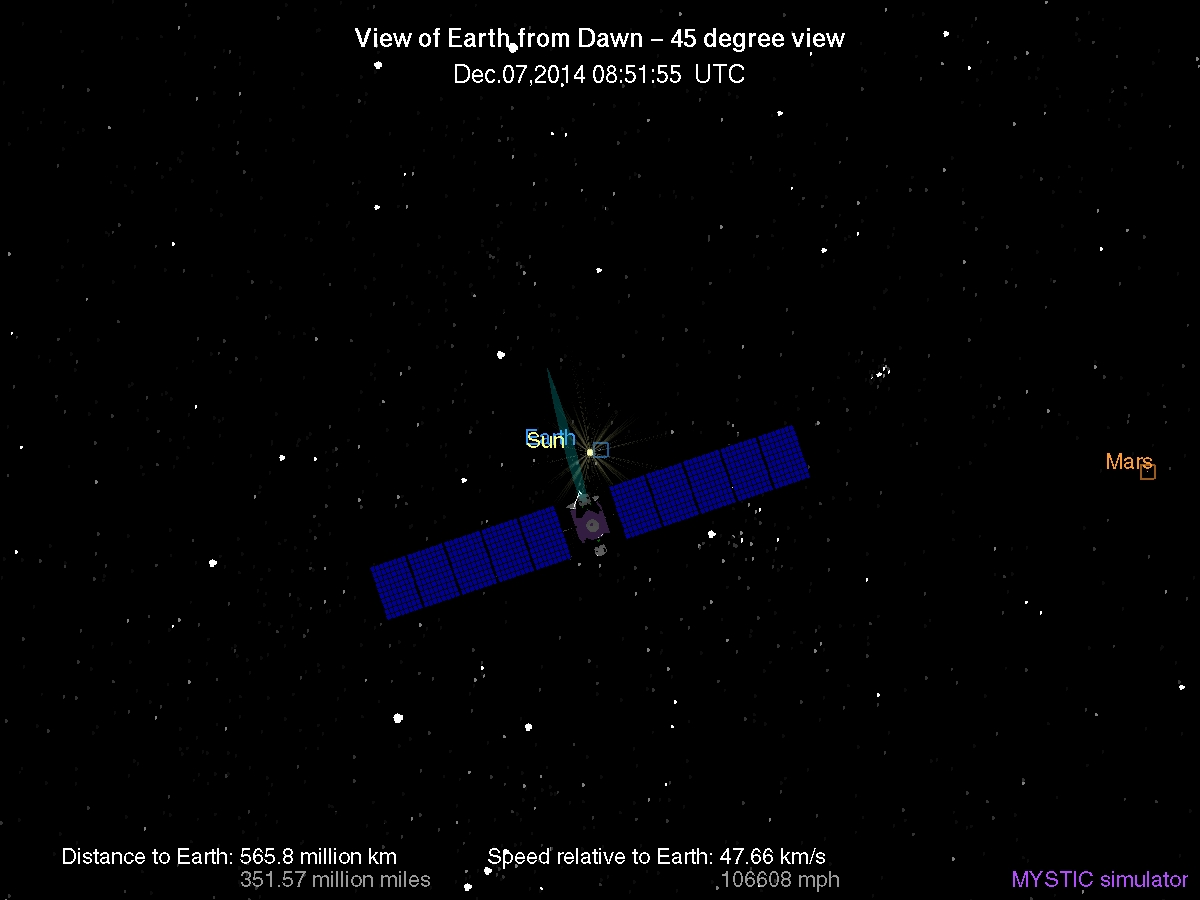 View of Earth from Dawn – 45 degree view
Dec.07,2014 08:51:55 UTC
Earth
Sun
Mars
Distance to Earth: 565.8 million km
351.57 million miles
Speed relative to Earth: 47.66 km/s
106608 mph
MYSTIC simulator